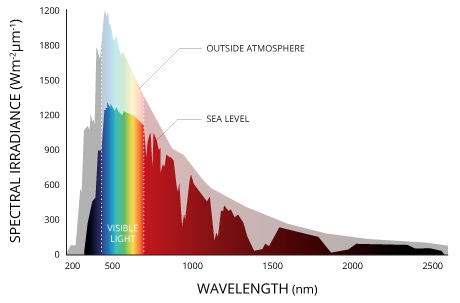 1200
1800
1500
1200
900
600
300
0
SPECTRAL IRRADIANCE (Wm⁻²µm⁻¹)
OUTSIDE ATMOSPHERE
SEA LEVEL
VISIBLE
LIGHT
200
500
1000
1500
2000
2500
WAVELENGTH (nm)